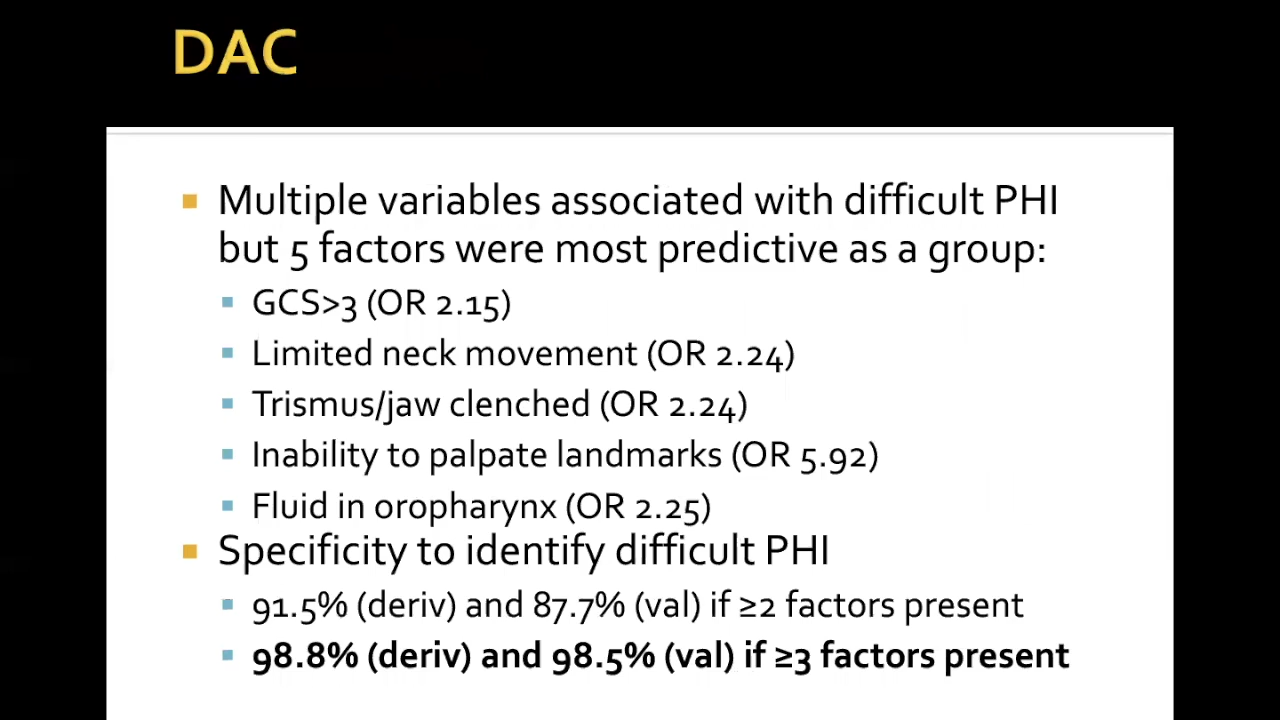 DAC
Multiple variables associated with difficult PHI
but 5 factors were most predictive as a group:
GCS>3 (OR 2.15)
Limited neck movement (OR 2.24)
Trismus/jaw clenched (OR 2.24)
Inability to palpate landmarks (OR 5.92)
Fluid in oropharynx (OR 2.25)
Specificity to identify difficult PHI
91.5% (deriv) and 87.7% (val) if ≥2 factors present
98.8% (deriv) and 98.5% (val) if ≥3 factors present